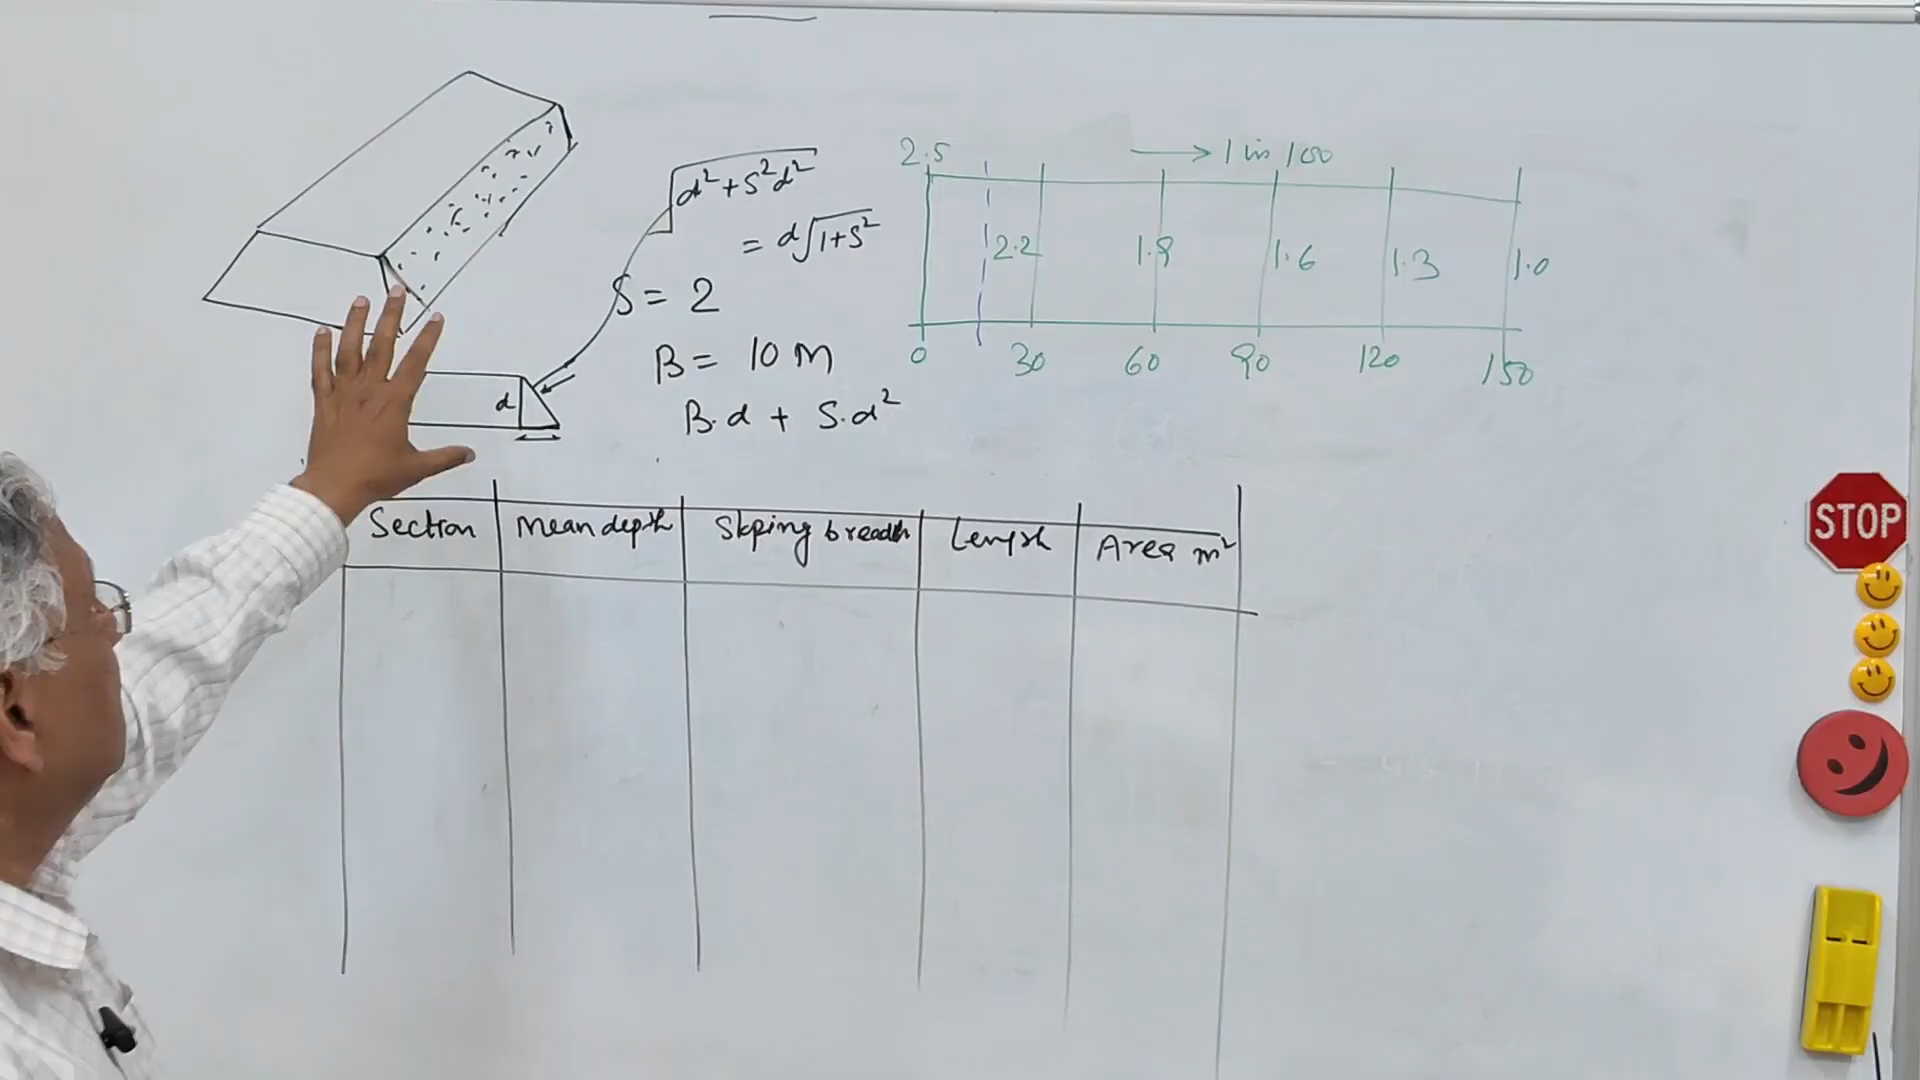 √d²+S²d²
= d√1+S²
S = 2
B = 10 m
B.d + S.d²
d
2.5 → 1 in 100
2.2 1.9 1.6 1.3 1.0
0 30 60 90 120 150
Section Mean depth Sloping breadth Length Area m²
STOP